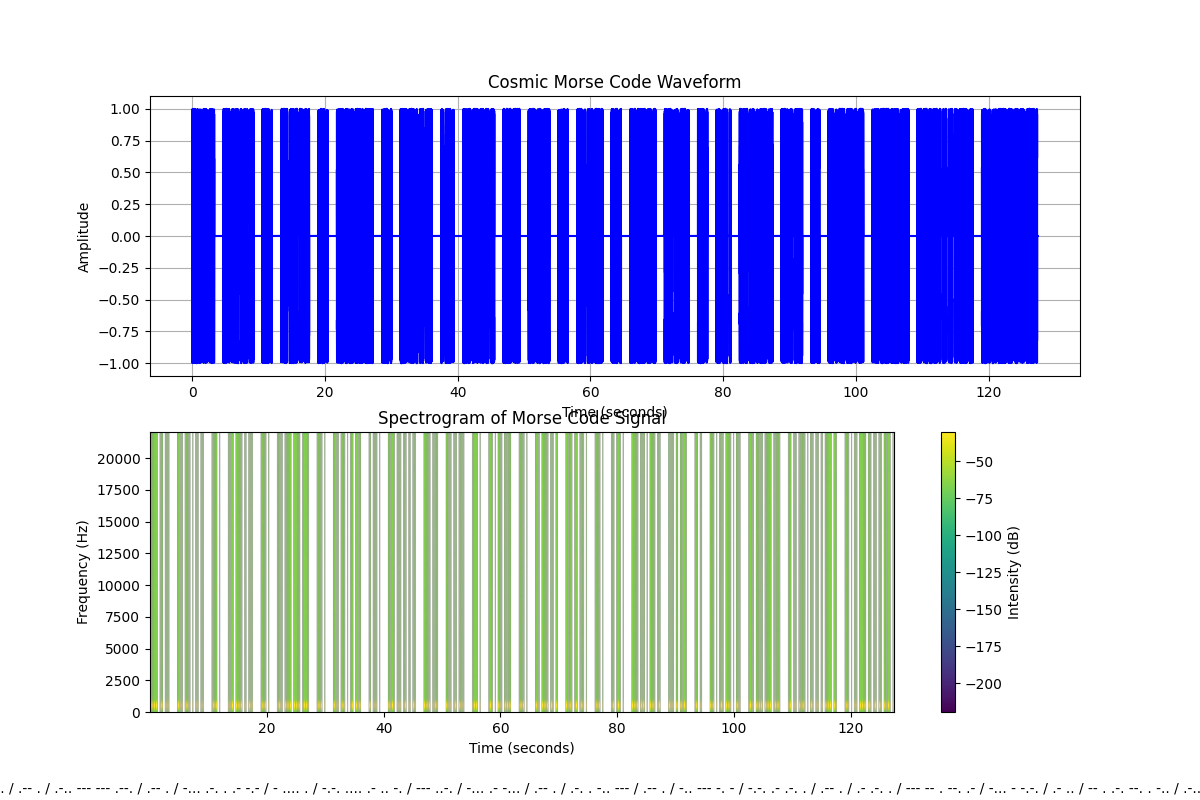 Cosmic Morse Code Waveform
1.00
0.75
0.50
0.25
0.00
−0.25
−0.50
−0.75
−1.00
Amplitude
0 20 40 60 80 100 120
Time (seconds)
Spectrogram of Morse Code Signal
20000
17500
15000
12500
10000
7500
5000
2500
0
Frequency (Hz)
20 40 60 80 100 120
Time (seconds)
−50
−75
−100
−125
−150
−175
−200
Intensity (dB)